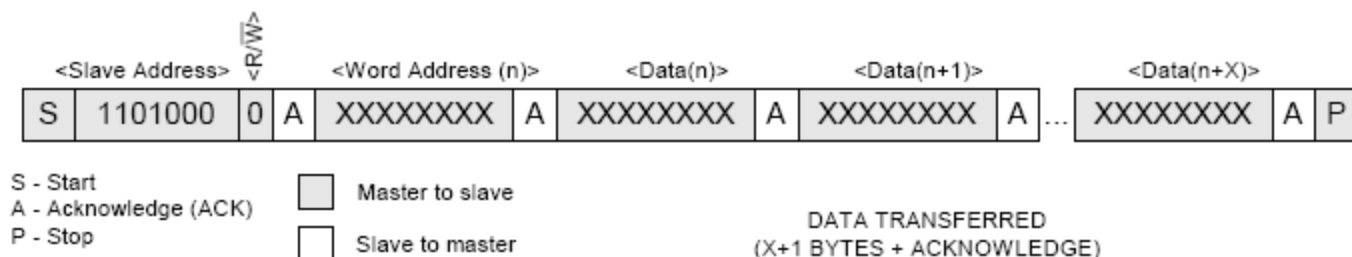 <R/W̅>
<Slave Address> <Word Address (n)> <Data(n)> <Data(n+1)> <Data(n+X)>
S 1101000 0 A XXXXXXXX A XXXXXXXX A XXXXXXXX A ... XXXXXXXX A P
S - Start
A - Acknowledge (ACK)
P - Stop
Master to slave
Slave to master
DATA TRANSFERRED
(X+1 BYTES + ACKNOWLEDGE)